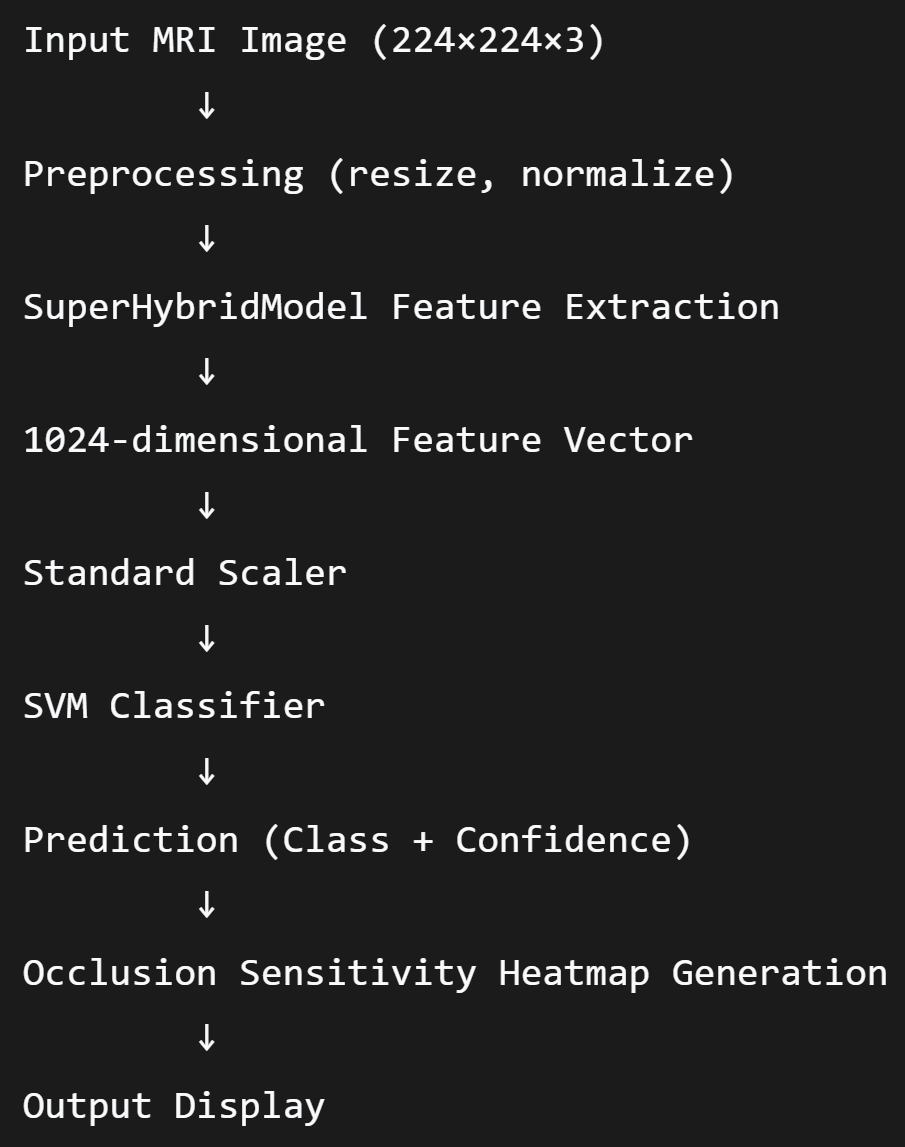 Input MRI Image (224×224×3)
↓
Preprocessing (resize, normalize)
↓
SuperHybridModel Feature Extraction
↓
1024-dimensional Feature Vector
↓
Standard Scaler
↓
SVM Classifier
↓
Prediction (Class + Confidence)
↓
Occlusion Sensitivity Heatmap Generation
↓
Output Display